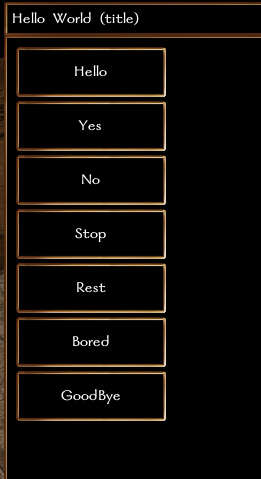 Hello World (title)
Hello
Yes
No
Stop
Rest
Bored
GoodBye